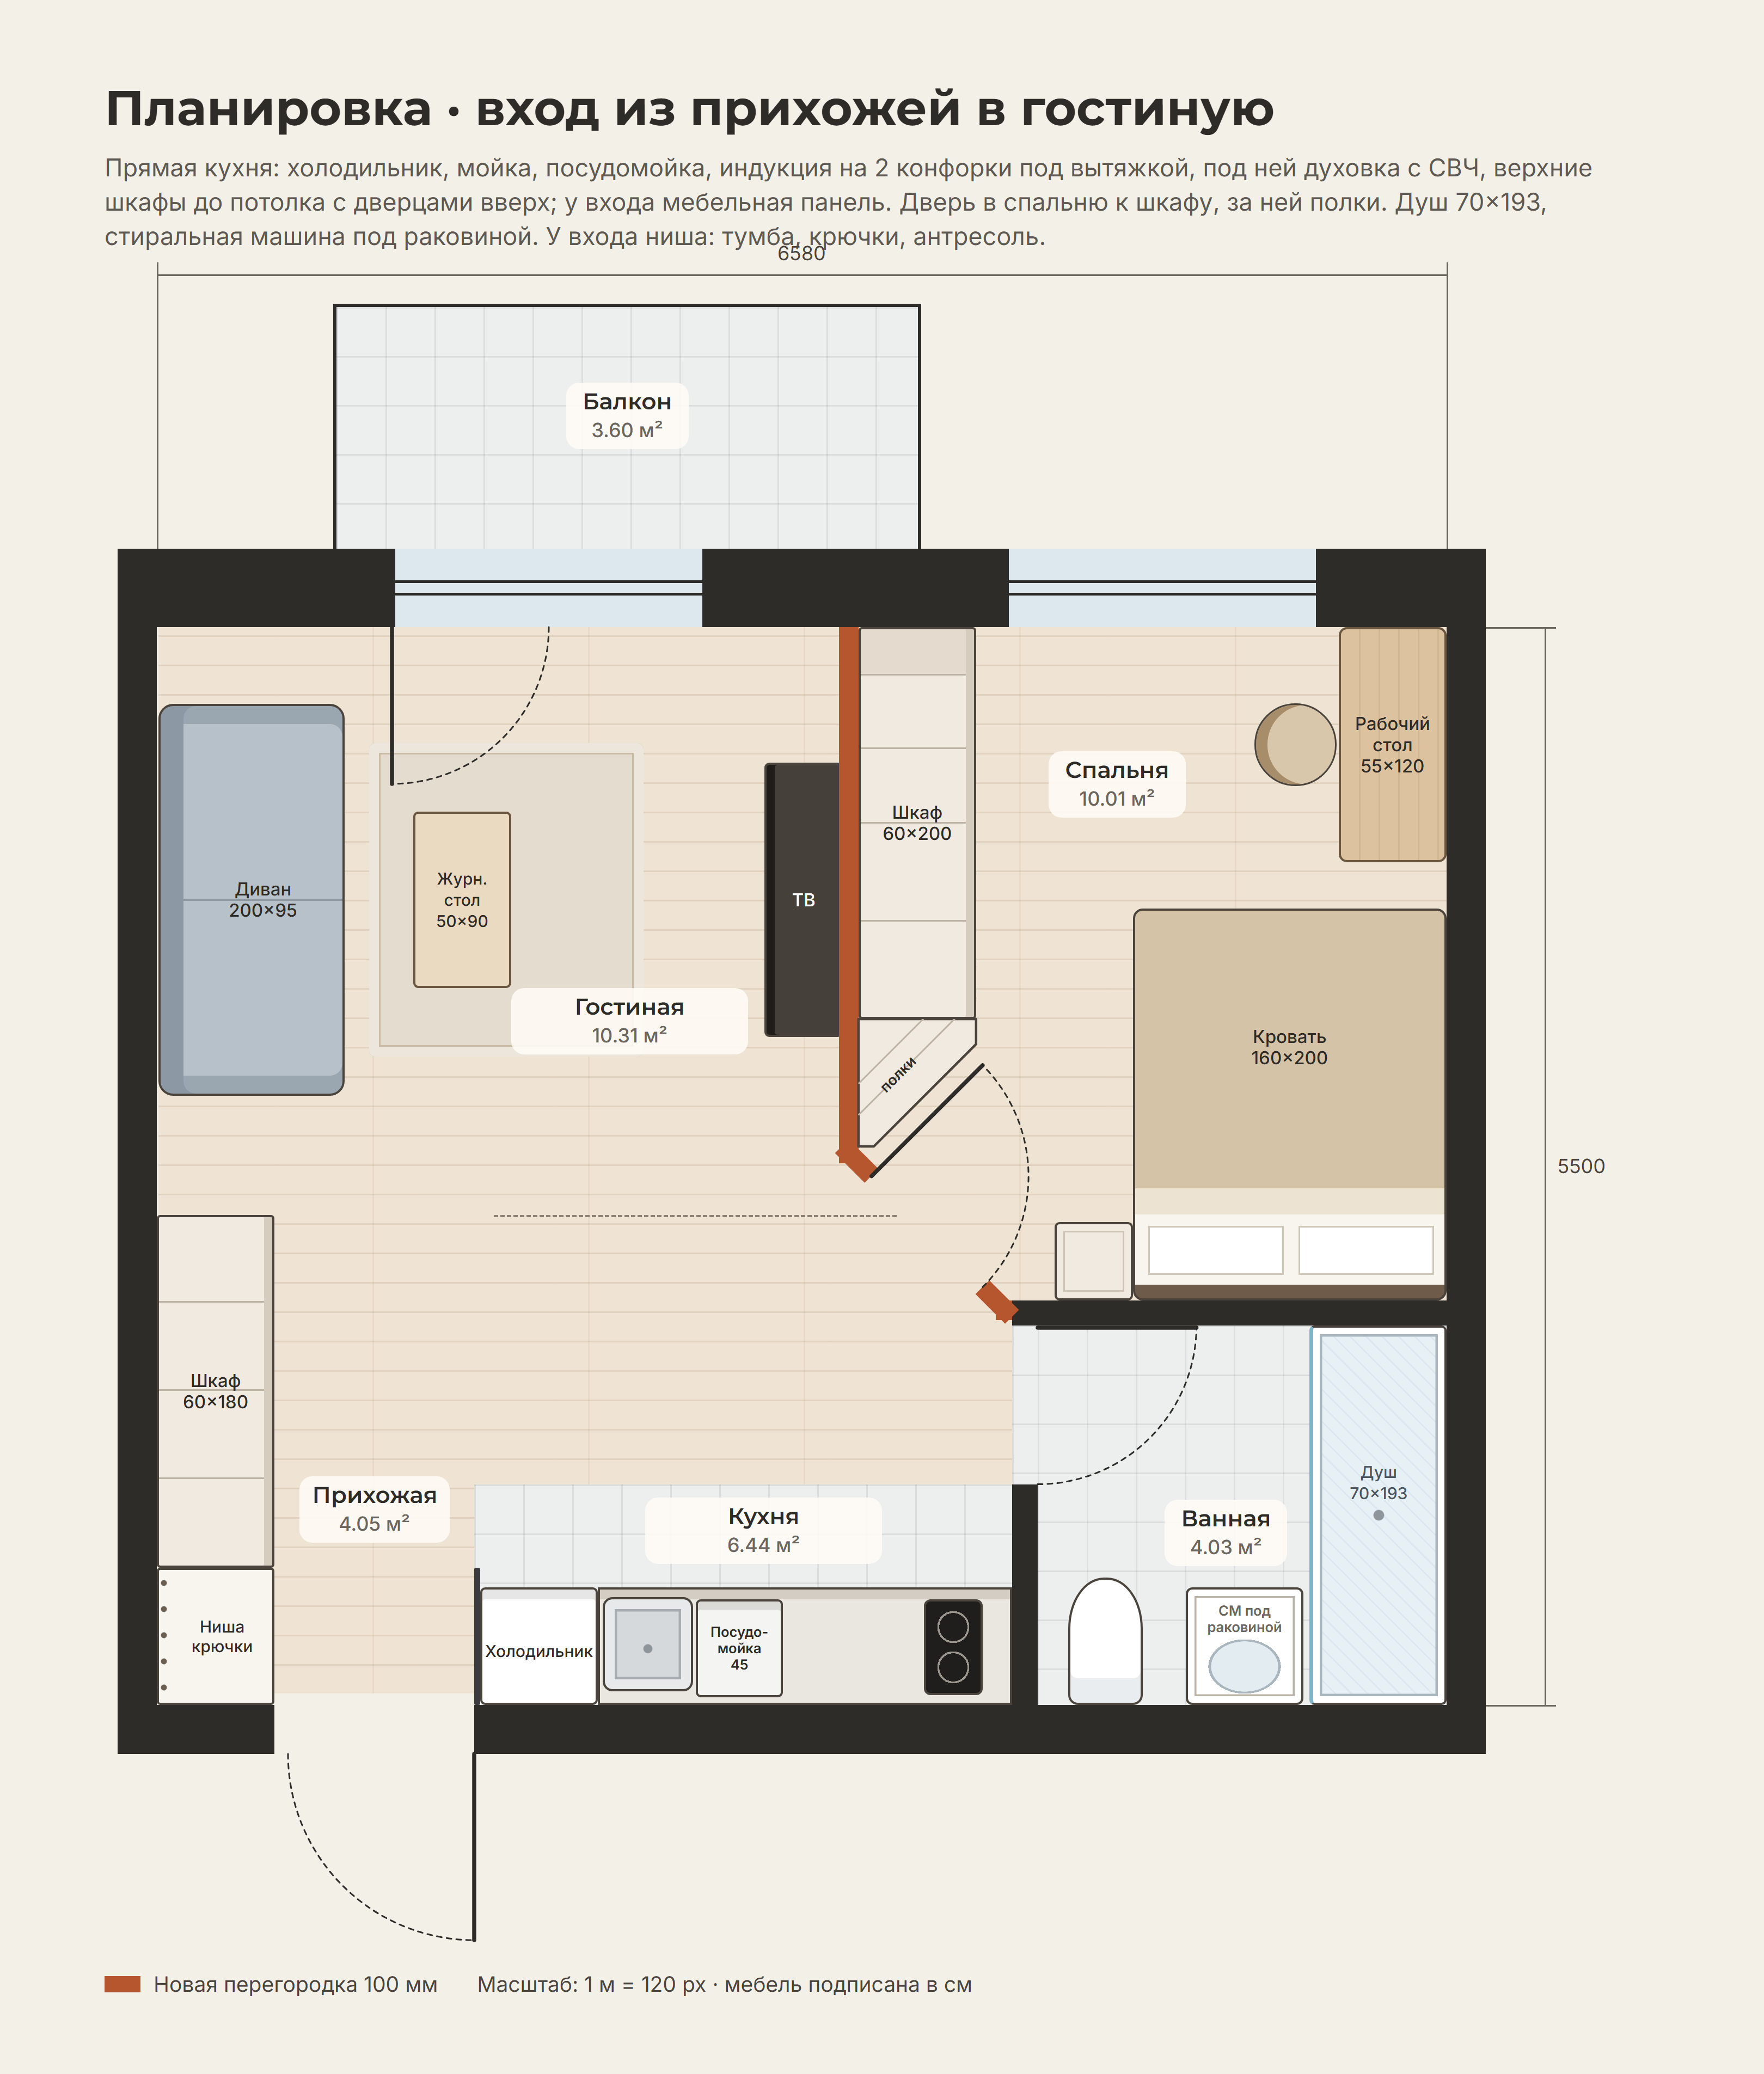 Планировка · вход из прихожей в гостиную
Прямая кухня: холодильник, мойка, посудомойка, индукция на 2 конфорки под вытяжкой, под ней духовка с СВЧ, верхние
шкафы до потолка с дверцами вверх; у входа мебельная панель. Дверь в спальню к шкафу, за ней полки. Душ 70×193,
стиральная машина под раковиной. У входа ниша: тумба, крючки, антресоль.
6580
Балкон
3.60 м²
Рабочий
стол
55×120
Спальня
10.01 м²
Шкаф
60×200
Диван
200×95
Журн.
стол
50×90
ТВ
Гостиная
10.31 м²
Кровать
160×200
полки
5500
Шкаф
60×180
Прихожая
4.05 м²
Кухня
6.44 м²
Душ
70×193
Ванная
4.03 м²
Ниша
крючки
Холодильник
Посудо-
мойка
45
СМ под
раковиной
Новая перегородка 100 мм
Масштаб: 1 м = 120 px · мебель подписана в см